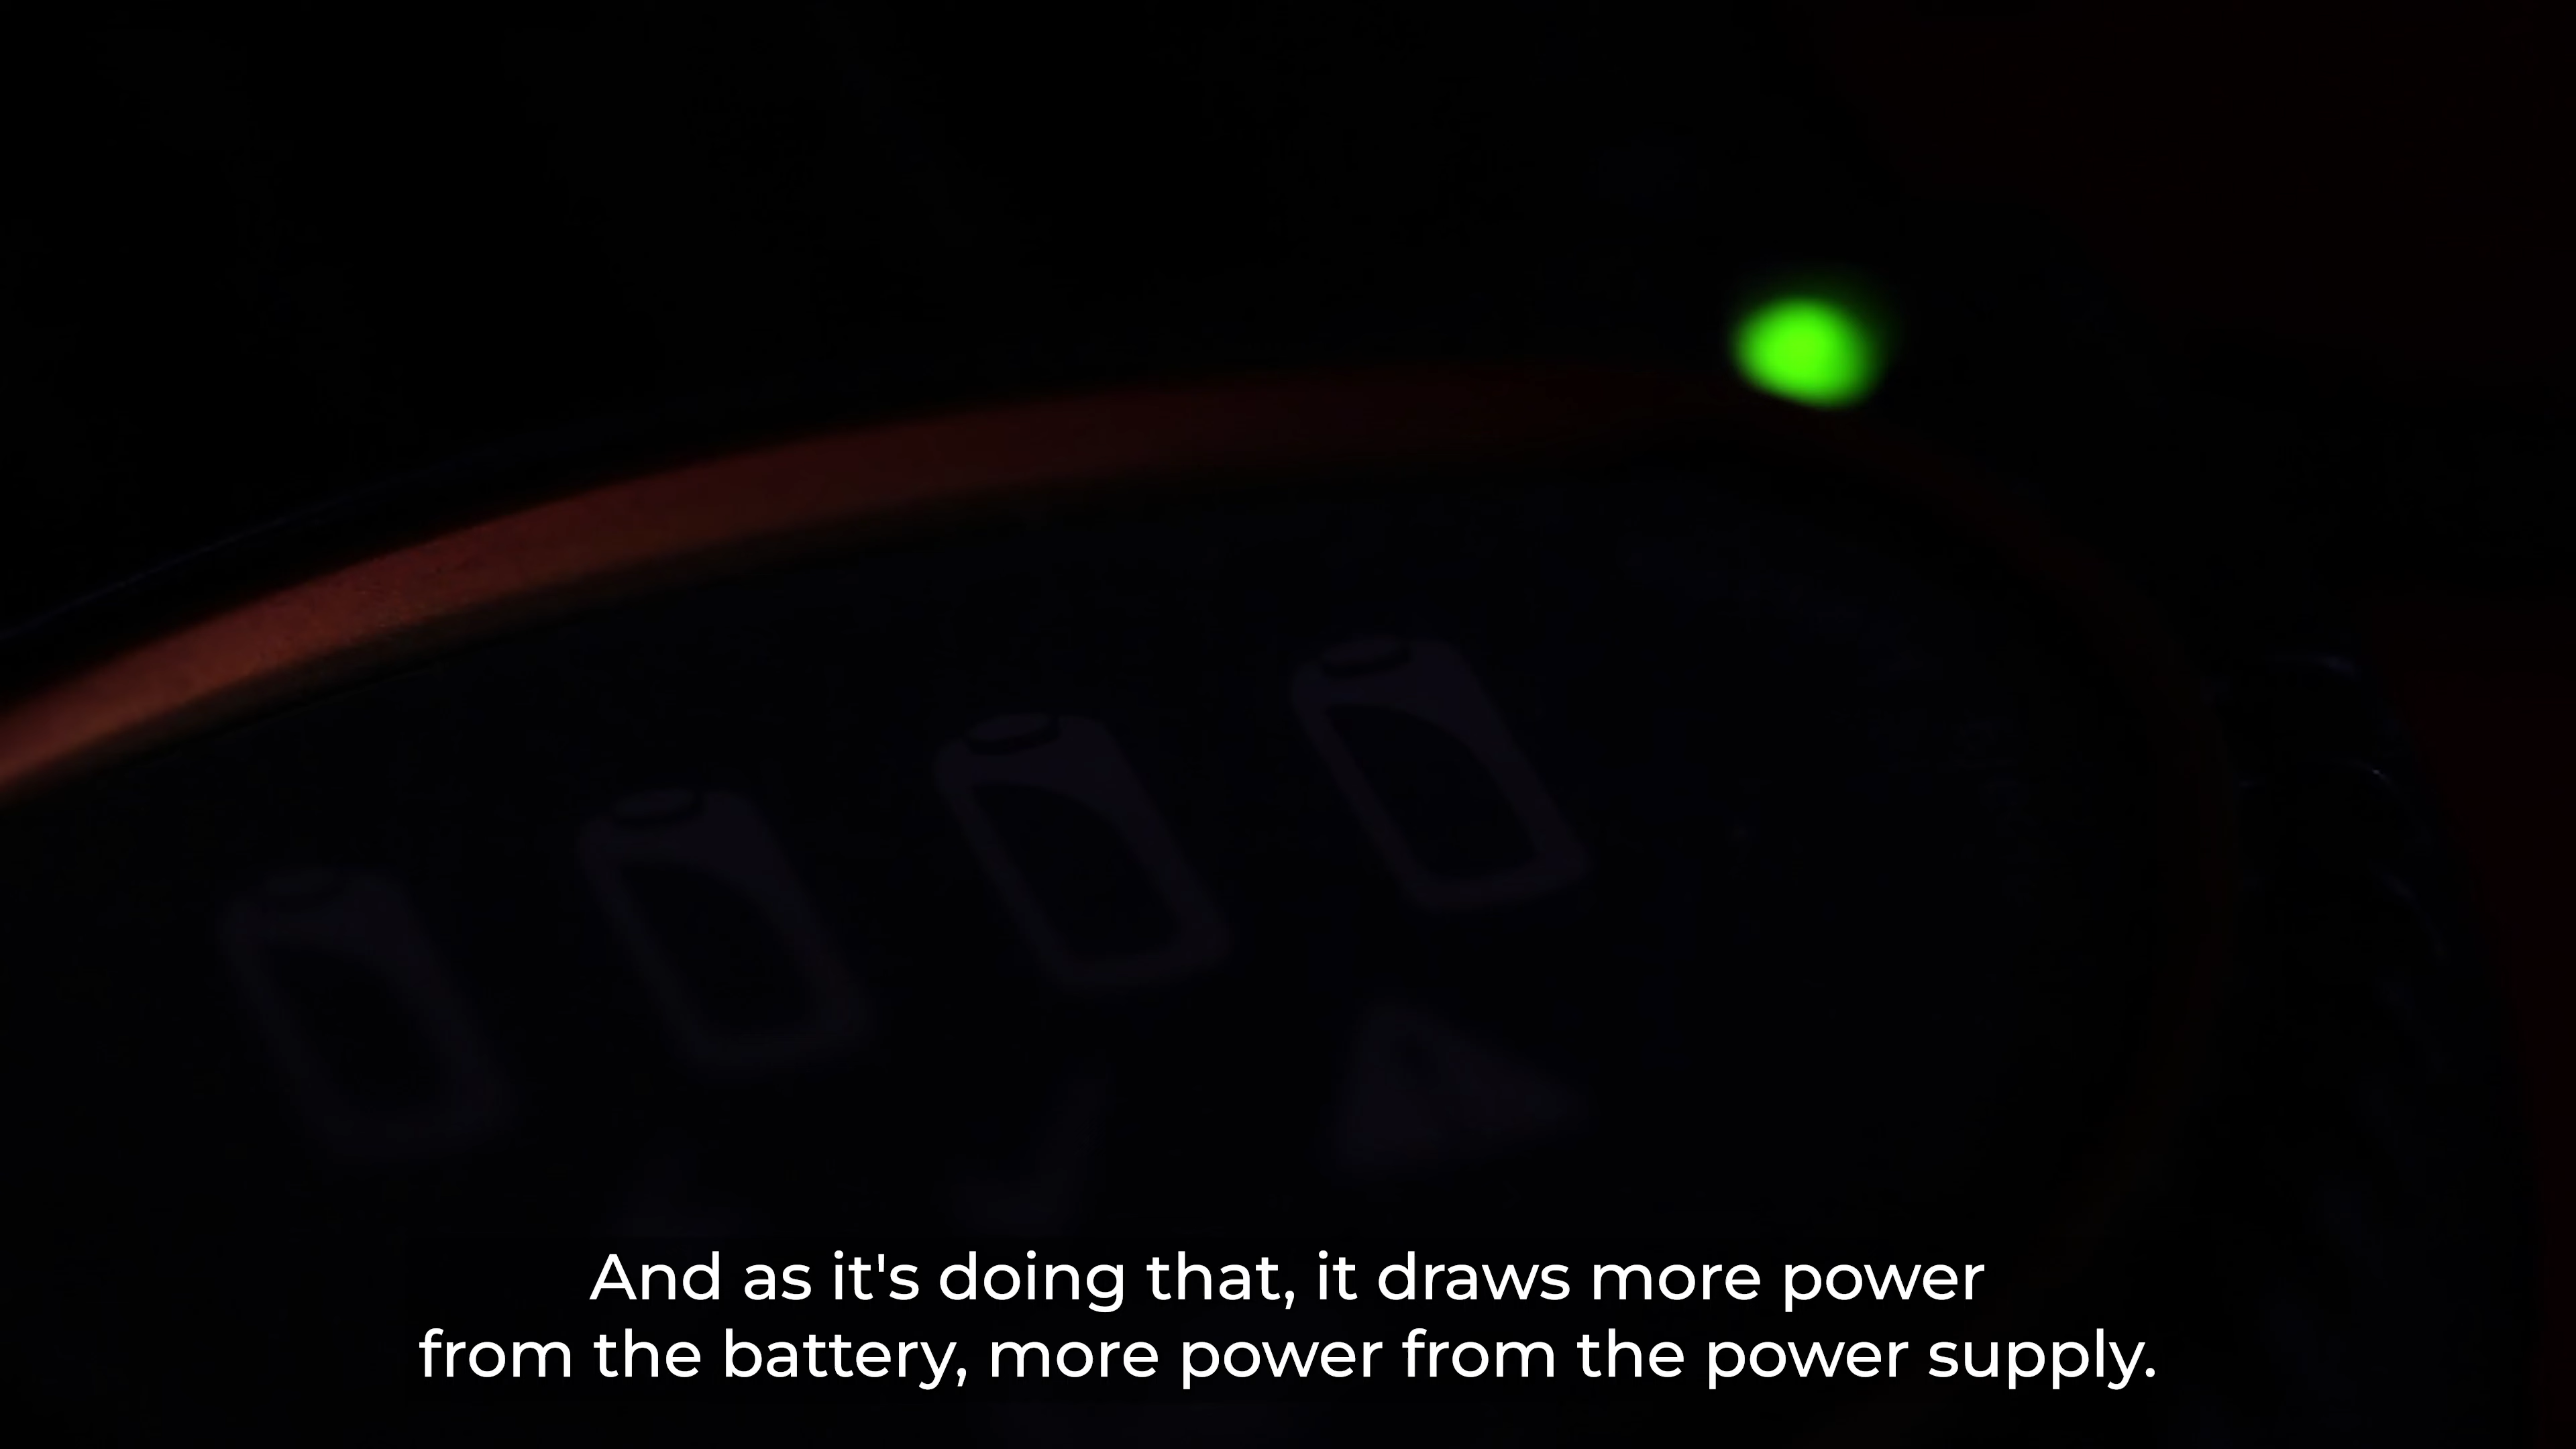 And as it's doing that, it draws more power
from the battery, more power from the power supply.